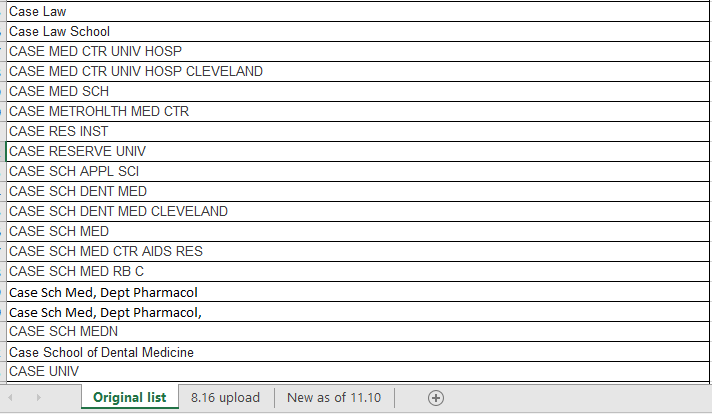 Case Law
Case Law School
CASE MED CTR UNIV HOSP
CASE MED CTR UNIV HOSP CLEVELAND
CASE MED SCH
CASE METROHLTH MED CTR
CASE RES INST
CASE RESERVE UNIV
CASE SCH APPL SCI
CASE SCH DENT MED
CASE SCH DENT MED CLEVELAND
CASE SCH MED
CASE SCH MED CTR AIDS RES
CASE SCH MED RB C
Case Sch Med, Dept Pharmacol
Case Sch Med, Dept Pharmacol,
CASE SCH MEDN
Case School of Dental Medicine
CASE UNIV
Original list 8.16 upload New as of 11.10